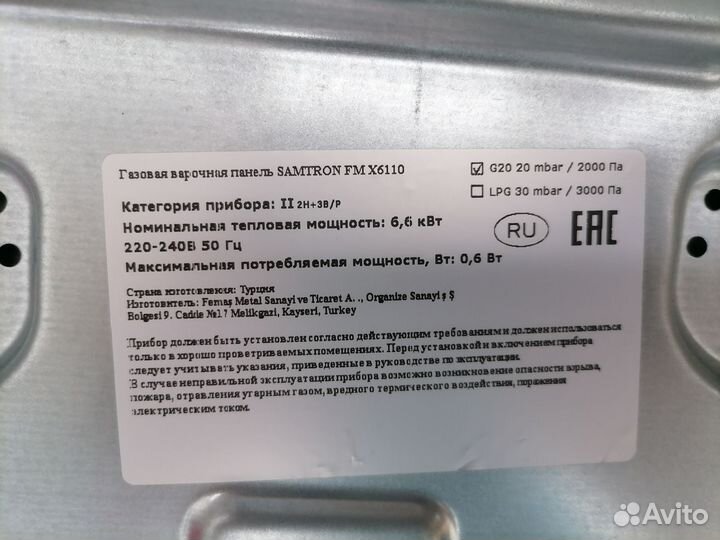 Газовая варочная панель SAMTRON FM X6110
G20 20 mbar / 2000 Па
LPG 30 mbar / 3000 Па
Категория прибора: II 2H+3B/P
Номинальная тепловая мощность: 6,6 кВт
220-240В 50 Гц
Максимальная потребляемая мощность, Вт: 0,6 Вт
RU
EAC
Страна изготовления: Турция
Изготовитель: Femaş Metal Sanayi ve Ticaret A. ., Organize Sanayi ş Ş
Bolgesi 9. Cadde №17 Melikgazi, Kayseri, Turkey
Прибор должен быть установлен согласно действующим требованиям и должен использоваться
только в хорошо проветриваемых помещениях. Перед установкой и включением прибора
следует учитывать указания, приведенные в руководстве по эксплуатации.
В случае неправильной эксплуатации прибора возможно возникновение опасности взрыва,
пожара, отравления угарным газом, вредного термического воздействия, поражения
электрическим током.
Avito